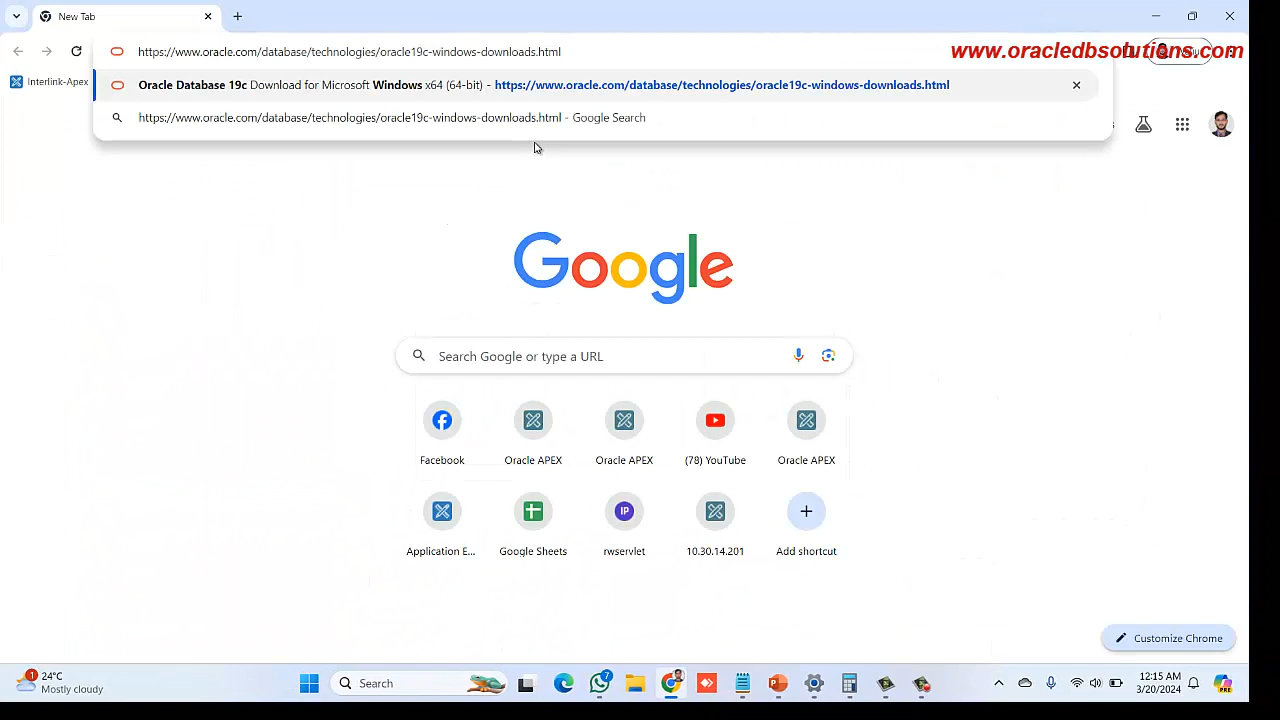 New Tab
https://www.oracle.com/database/technologies/oracle19c-windows-downloads.html
www.oracledbsolutions.com
Interlink-Apex
Oracle Database 19c Download for Microsoft Windows x64 (64-bit) - https://www.oracle.com/database/technologies/oracle19c-windows-downloads.html
https://www.oracle.com/database/technologies/oracle19c-windows-downloads.html - Google Search
Google
Search Google or type a URL
Facebook
Oracle APEX
Oracle APEX
(78) YouTube
Oracle APEX
IP
Application E...
Google Sheets
rwservlet
10.30.14.201
Add shortcut
Customize Chrome
1
24°C
Mostly cloudy
Search
7
12:15 AM
3/20/2024
PRE